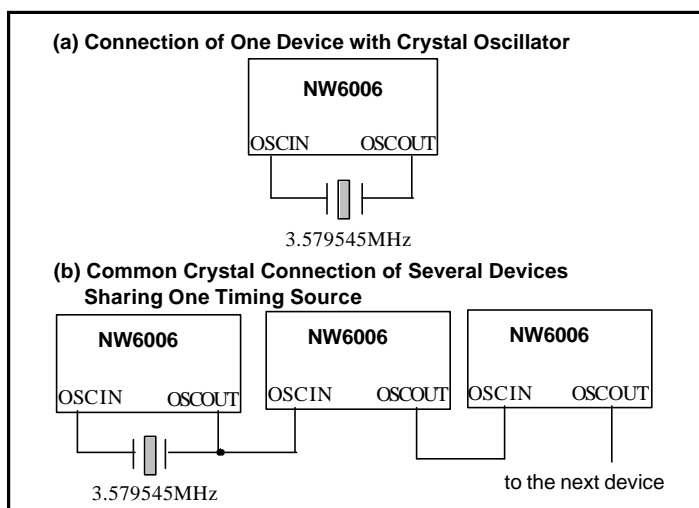 (a) Connection of One Device with Crystal Oscillator
NW6006
OSCIN OSCOUT
3.579545MHz
(b) Common Crystal Connection of Several Devices
Sharing One Timing Source
NW6006 NW6006 NW6006
OSCIN OSCOUT OSCIN OSCOUT OSCIN OSCOUT
3.579545MHz
to the next device